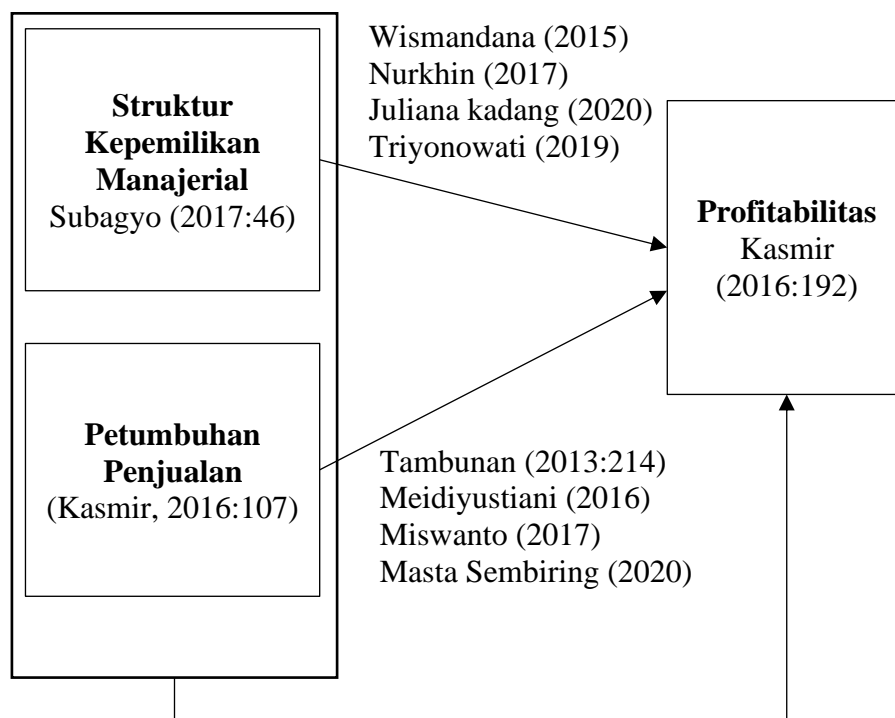 Struktur
Kepemilikan
Manajerial
Subagyo (2017:46)
Wismandana (2015)
Nurkhin (2017)
Juliana kadang (2020)
Triyonowati (2019)
Profitabilitas
Kasmir
(2016:192)
Petumbuhan
Penjualan
(Kasmir, 2016:107)
Tambunan (2013:214)
Meidiyustiani (2016)
Miswanto (2017)
Masta Sembiring (2020)